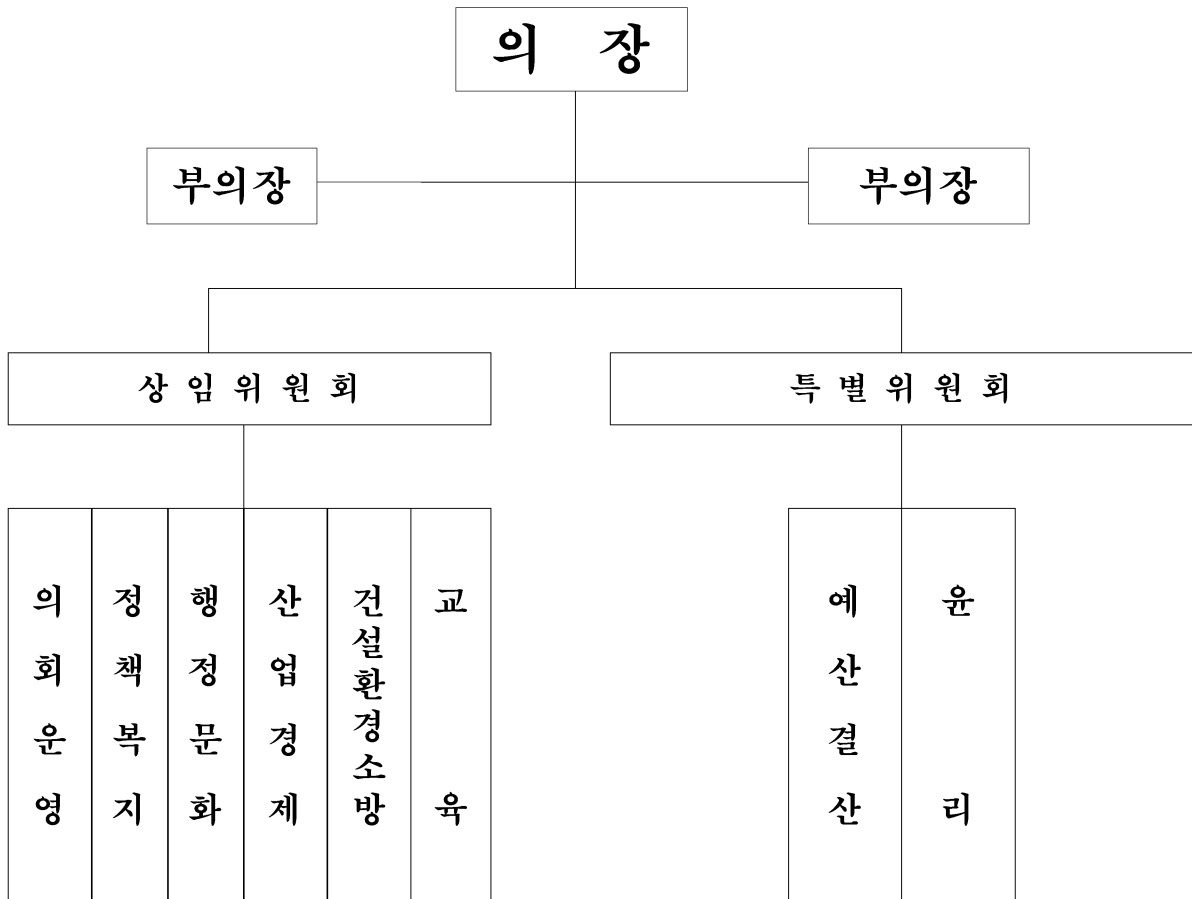 의 장
부의장
부의장
상 임 위 원 회
특 별 위 원 회
의회운영
정책복지
행정문화
산업경제
건설환경소방
교육
예산결산
윤리